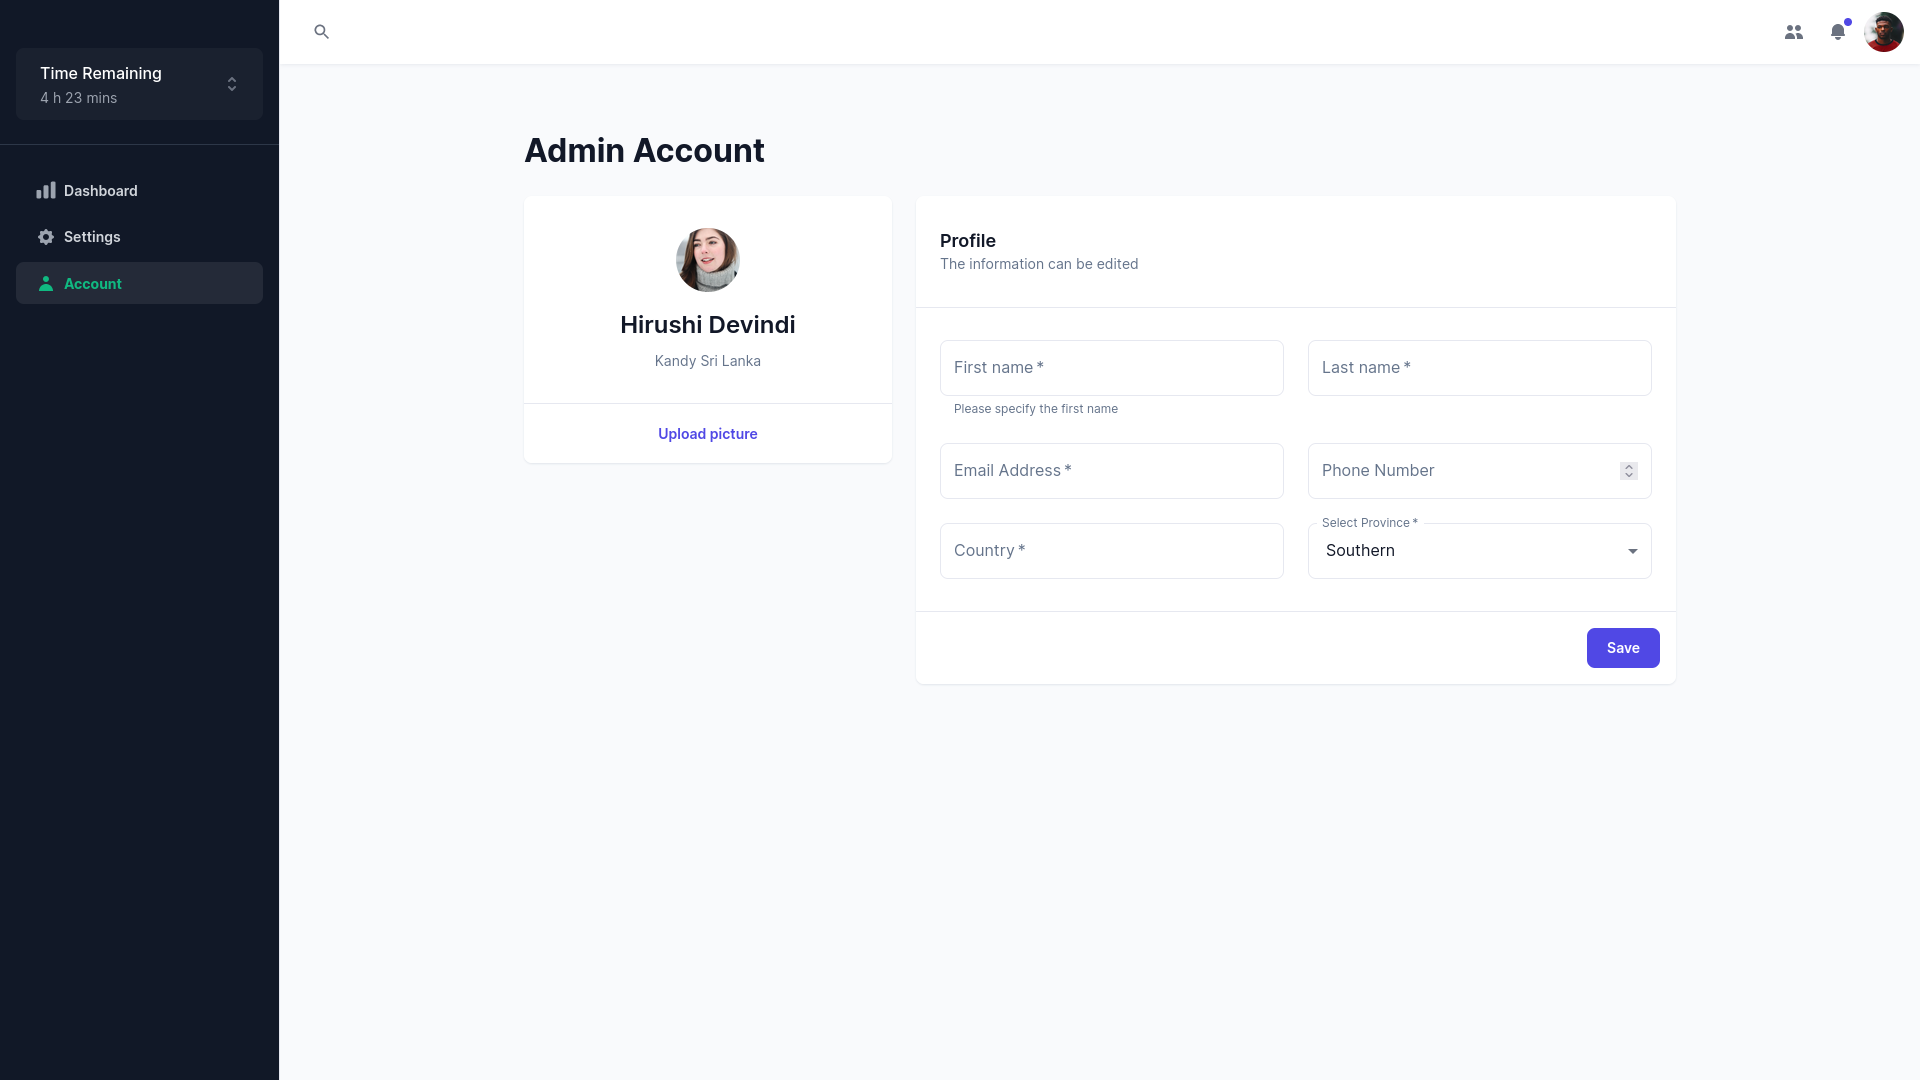 Time Remaining
4 h 23 mins
Dashboard
Settings
Account
Admin Account
Hirushi Devindi
Kandy Sri Lanka
Upload picture
Profile
The information can be edited
First name *
Last name *
Please specify the first name
Email Address *
Phone Number
Country *
Select Province *
Southern
Save